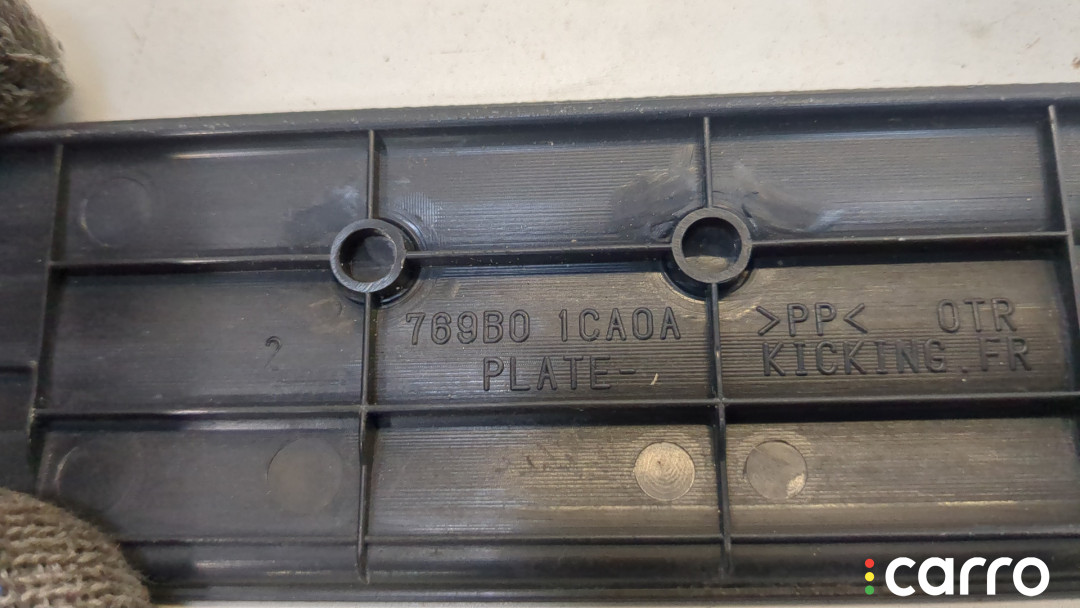 2
769B0 1CA0A
PLATE-
>PP< OTR
KICKING,FR
carro